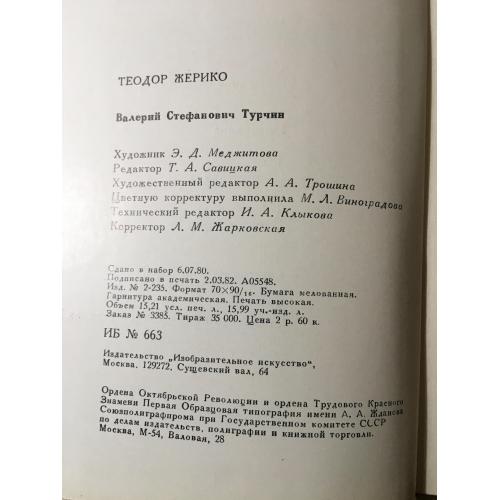 ТЕОДОР ЖЕРИКО
Валерий Стефанович Турчин
Художник Э. Д. Меджитова
Редактор Т. А. Савицкая
Художественный редактор А. А. Трошина
Цветную корректуру выполнила М. Л. Виноградова
Технический редактор И. А. Клыкова
Корректор Л. М. Жарковская
Сдано в набор 6.07.80.
Подписано в печать 2.03.82. А05548.
Изд. № 2-235. Формат 70×90/16. Бумага мелованная.
Гарнитура академическая. Печать высокая.
Объем 15,21 усл. печ. л., 15,99 уч.-изд. л.
Заказ № 3385. Тираж 35 000. Цена 2 р. 60 к.
ИБ № 663
Издательство „Изобразительное искусство",
Москва. 129272, Сущевский вал, 64
Ордена Октябрьской Революции и ордена Трудового Красного
Знамени Первая Образцовая типография имени А. А. Жданова
Союзполиграфпрома при Государственном комитете СССР
по делам издательств, полиграфии и книжной торговли.
Москва, М-54, Валовая, 28